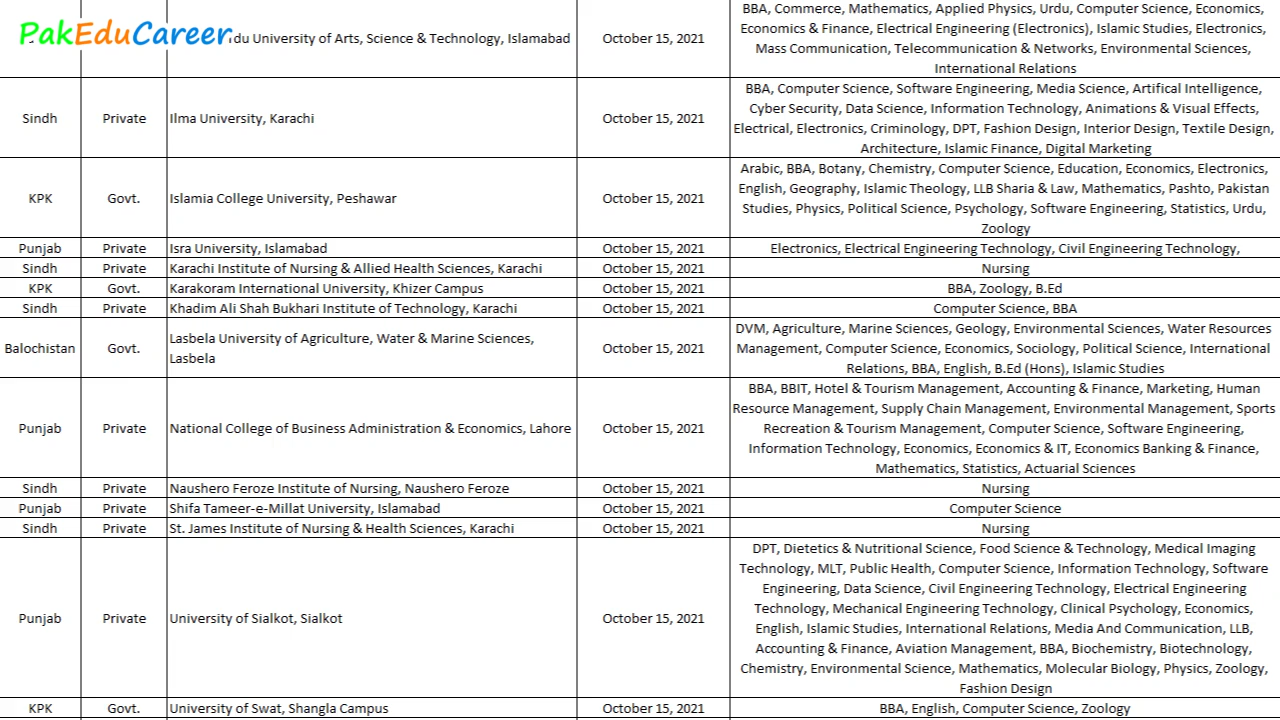 PakEduCareer
du University of Arts, Science & Technology, Islamabad
October 15, 2021
BBA, Commerce, Mathematics, Applied Physics, Urdu, Computer Science, Economics,
Economics & Finance, Electrical Engineering (Electronics), Islamic Studies, Electronics,
Mass Communication, Telecommunication & Networks, Environmental Sciences,
International Relations
Sindh
Private
Ilma University, Karachi
October 15, 2021
BBA, Computer Science, Software Engineering, Media Science, Artifical Intelligence,
Cyber Security, Data Science, Information Technology, Animations & Visual Effects,
Electrical, Electronics, Criminology, DPT, Fashion Design, Interior Design, Textile Design,
Architecture, Islamic Finance, Digital Marketing
KPK
Govt.
Islamia College University, Peshawar
October 15, 2021
Arabic, BBA, Botany, Chemistry, Computer Science, Education, Economics, Electronics,
English, Geography, Islamic Theology, LLB Sharia & Law, Mathematics, Pashto, Pakistan
Studies, Physics, Political Science, Psychology, Software Engineering, Statistics, Urdu,
Zoology
Punjab
Private
Isra University, Islamabad
October 15, 2021
Electronics, Electrical Engineering Technology, Civil Engineering Technology,
Sindh
Private
Karachi Institute of Nursing & Allied Health Sciences, Karachi
October 15, 2021
Nursing
KPK
Govt.
Karakoram International University, Khizer Campus
October 15, 2021
BBA, Zoology, B.Ed
Sindh
Private
Khadim Ali Shah Bukhari Institute of Technology, Karachi
October 15, 2021
Computer Science, BBA
Balochistan
Govt.
Lasbela University of Agriculture, Water & Marine Sciences,
Lasbela
October 15, 2021
DVM, Agriculture, Marine Sciences, Geology, Environmental Sciences, Water Resources
Management, Computer Science, Economics, Sociology, Political Science, International
Relations, BBA, English, B.Ed (Hons), Islamic Studies
Punjab
Private
National College of Business Administration & Economics, Lahore
October 15, 2021
BBA, BBIT, Hotel & Tourism Management, Accounting & Finance, Marketing, Human
Resource Management, Supply Chain Management, Environmental Management, Sports
Recreation & Tourism Management, Computer Science, Software Engineering,
Information Technology, Economics, Economics & IT, Economics Banking & Finance,
Mathematics, Statistics, Actuarial Sciences
Sindh
Private
Naushero Feroze Institute of Nursing, Naushero Feroze
October 15, 2021
Nursing
Punjab
Private
Shifa Tameer-e-Millat University, Islamabad
October 15, 2021
Computer Science
Sindh
Private
St. James Institute of Nursing & Health Sciences, Karachi
October 15, 2021
Nursing
Punjab
Private
University of Sialkot, Sialkot
October 15, 2021
DPT, Dietetics & Nutritional Science, Food Science & Technology, Medical Imaging
Technology, MLT, Public Health, Computer Science, Information Technology, Software
Engineering, Data Science, Civil Engineering Technology, Electrical Engineering
Technology, Mechanical Engineering Technology, Clinical Psychology, Economics,
English, Islamic Studies, International Relations, Media And Communication, LLB,
Accounting & Finance, Aviation Management, BBA, Biochemistry, Biotechnology,
Chemistry, Environmental Science, Mathematics, Molecular Biology, Physics, Zoology,
Fashion Design
KPK
Govt.
University of Swat, Shangla Campus
October 15, 2021
BBA, English, Computer Science, Zoology